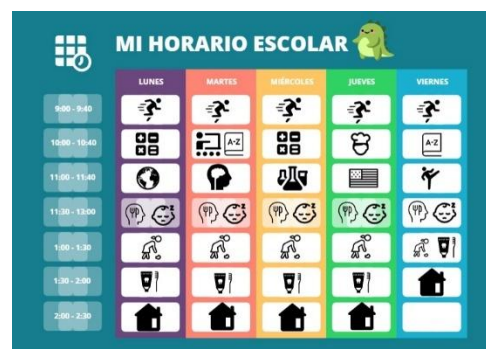 MI HORARIO ESCOLAR
LUNES MARTES MIÉRCOLES JUEVES VIERNES
9:00 - 9:40
10:00 - 10:40 A-Z A-Z
11:00 - 11:40
11:30 - 13:00
1:00 - 1:30
1:30 - 2:00
2:00 - 2:30